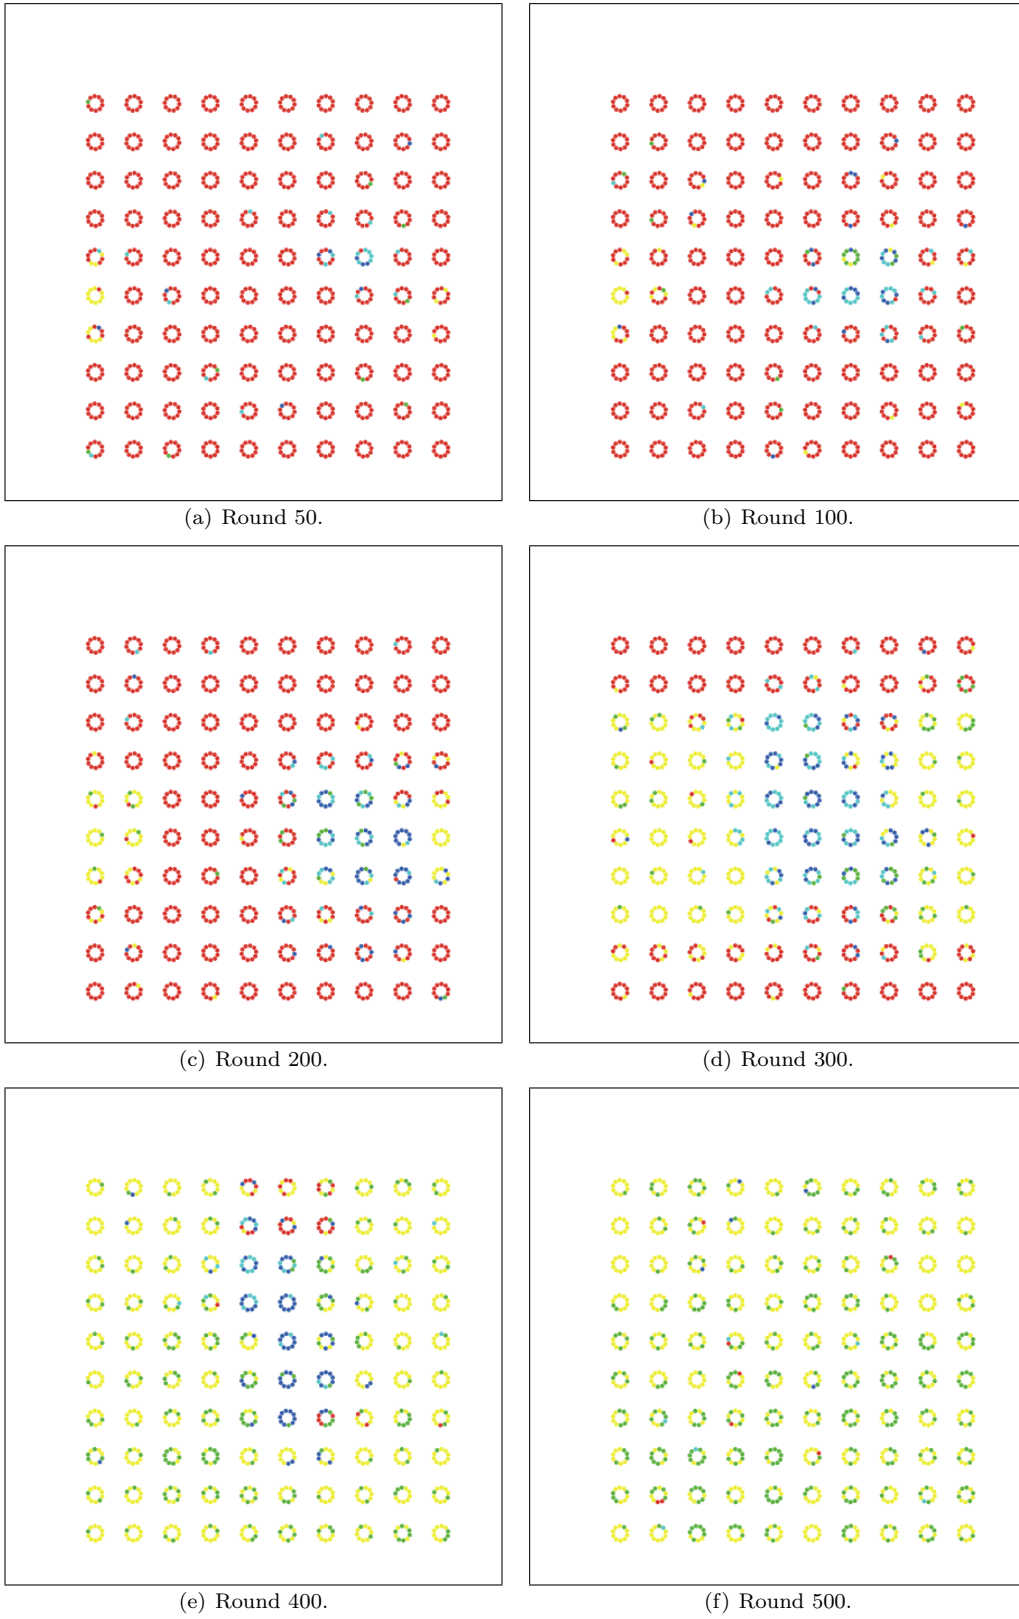 (a) Round 50.
(b) Round 100.
(c) Round 200.
(d) Round 300.
(e) Round 400.
(f) Round 500.